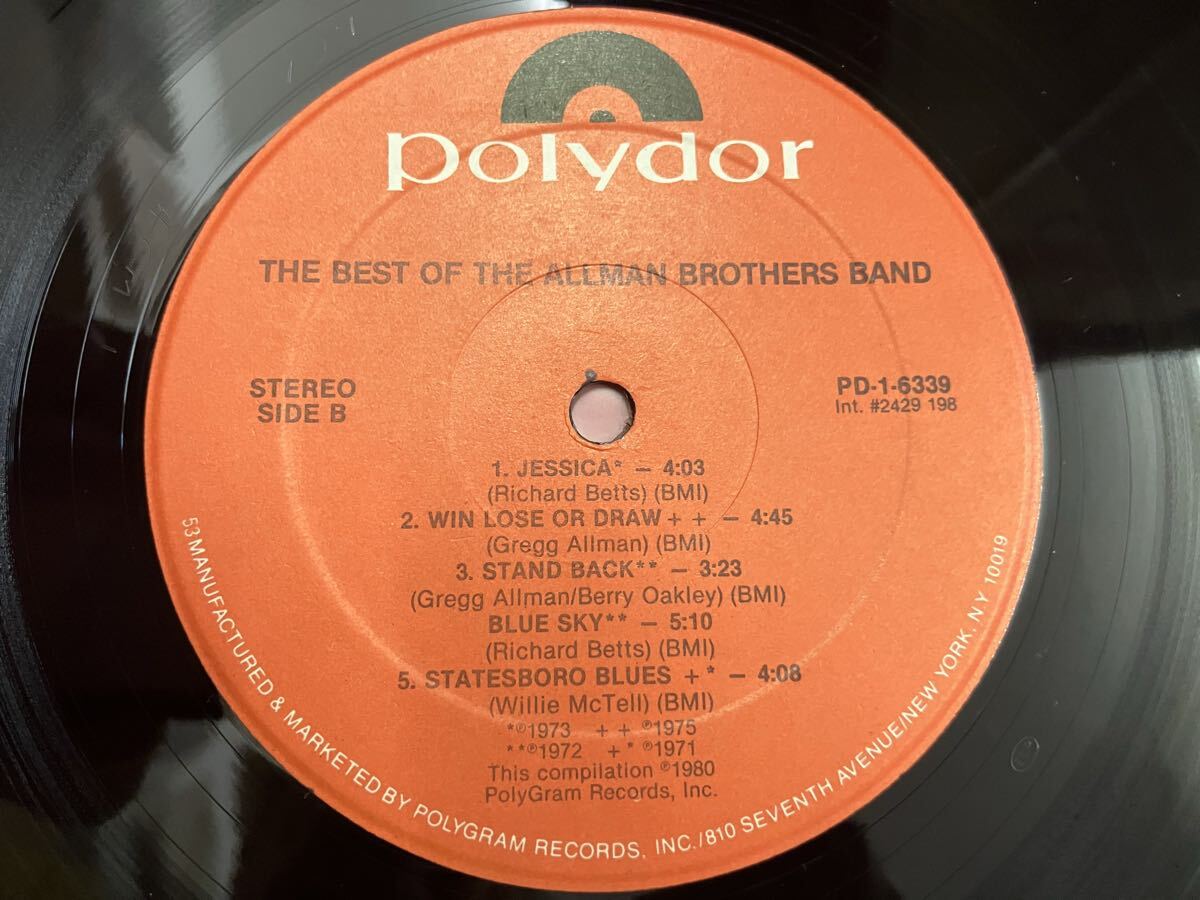 polydor
THE BEST OF THE ALLMAN BROTHERS BAND
STEREO
SIDE B
PD-1-6339
Int. #2429 198
1. JESSICA* – 4:03
(Richard Betts) (BMI)
2. WIN LOSE OR DRAW + + – 4:45
(Gregg Allman) (BMI)
3. STAND BACK** – 3:23
(Gregg Allman/Berry Oakley) (BMI)
BLUE SKY** – 5:10
(Richard Betts) (BMI)
5. STATESBORO BLUES + * – 4:08
(Willie McTell) (BMI)
*℗1973 + + ℗1975
**℗1972 + * ℗1971
This compilation ℗1980
PolyGram Records, Inc.
53 MANUFACTURED & MARKETED BY POLYGRAM RECORDS, INC./810 SEVENTH AVENUE/NEW YORK, NY 10019